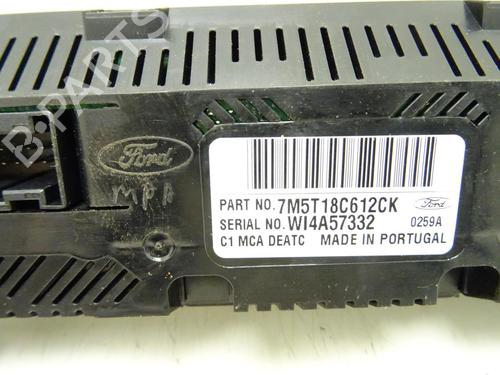 B-PARTS
Ford
MPA
PART NO. 7M5T18C612CK Ford
SERIAL NO. WI4A57332 0259A
C1 MCA DEATC MADE IN PORTUGAL